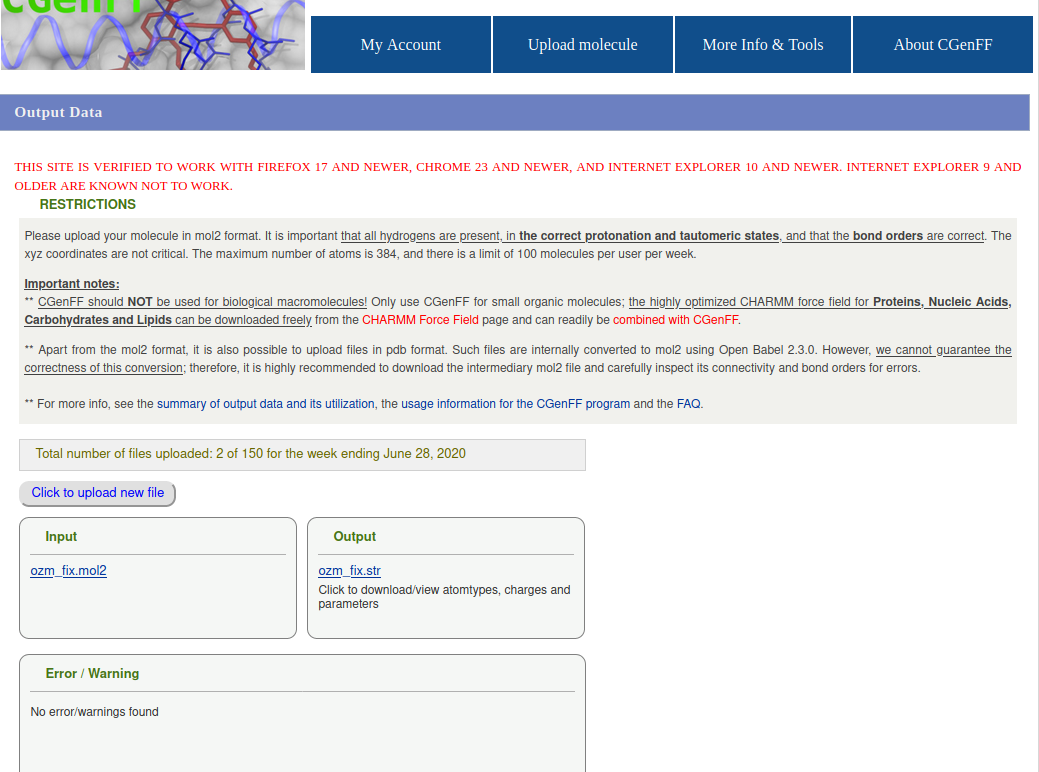 CGenFF
My Account
Upload molecule
More Info & Tools
About CGenFF
Output Data
THIS SITE IS VERIFIED TO WORK WITH FIREFOX 17 AND NEWER, CHROME 23 AND NEWER, AND INTERNET EXPLORER 10 AND NEWER. INTERNET EXPLORER 9 AND
OLDER ARE KNOWN NOT TO WORK.
RESTRICTIONS
Please upload your molecule in mol2 format. It is important that all hydrogens are present, in the correct protonation and tautomeric states, and that the bond orders are correct. The
xyz coordinates are not critical. The maximum number of atoms is 384, and there is a limit of 100 molecules per user per week.
Important notes:
** CGenFF should NOT be used for biological macromolecules! Only use CGenFF for small organic molecules; the highly optimized CHARMM force field for Proteins, Nucleic Acids,
Carbohydrates and Lipids can be downloaded freely from the CHARMM Force Field page and can readily be combined with CGenFF.
** Apart from the mol2 format, it is also possible to upload files in pdb format. Such files are internally converted to mol2 using Open Babel 2.3.0. However, we cannot guarantee the
correctness of this conversion; therefore, it is highly recommended to download the intermediary mol2 file and carefully inspect its connectivity and bond orders for errors.
** For more info, see the summary of output data and its utilization, the usage information for the CGenFF program and the FAQ.
Total number of files uploaded: 2 of 150 for the week ending June 28, 2020
Click to upload new file
Input
ozm_fix.mol2
Output
ozm_fix.str
Click to download/view atomtypes, charges and
parameters
Error / Warning
No error/warnings found